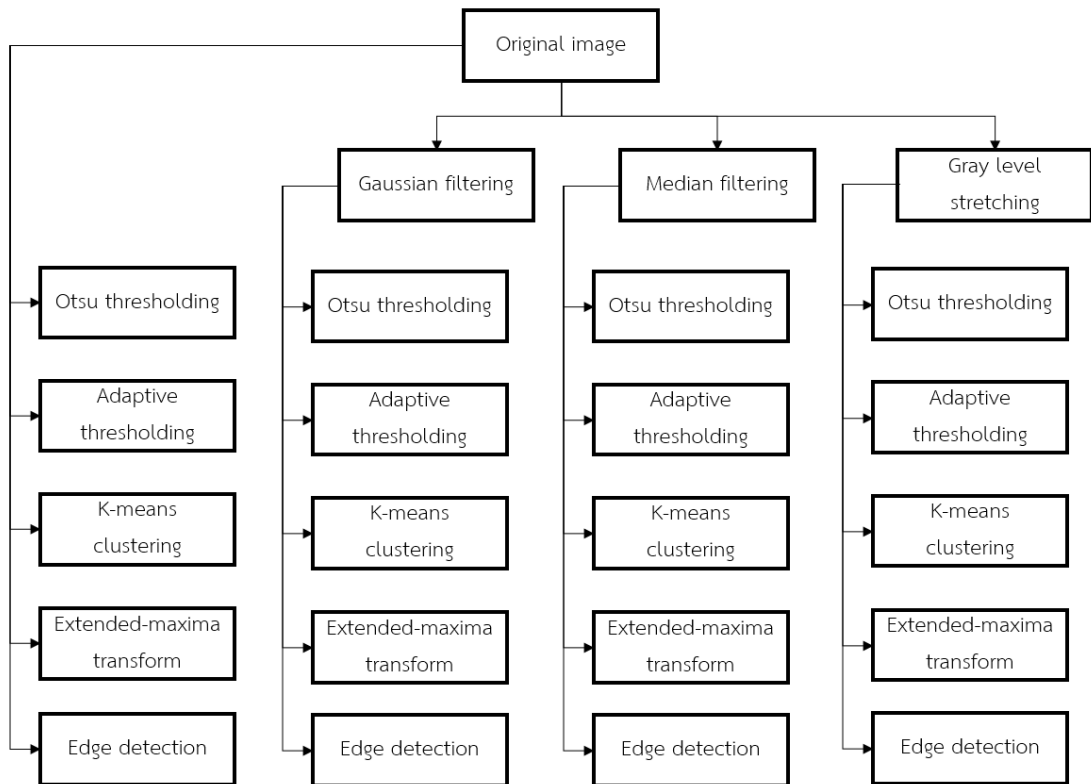 Original image
Gaussian filtering
Median filtering
Gray level
stretching
Otsu thresholding
Otsu thresholding
Otsu thresholding
Otsu thresholding
Adaptive
thresholding
Adaptive
thresholding
Adaptive
thresholding
Adaptive
thresholding
K-means
clustering
K-means
clustering
K-means
clustering
K-means
clustering
Extended-maxima
transform
Extended-maxima
transform
Extended-maxima
transform
Extended-maxima
transform
Edge detection
Edge detection
Edge detection
Edge detection